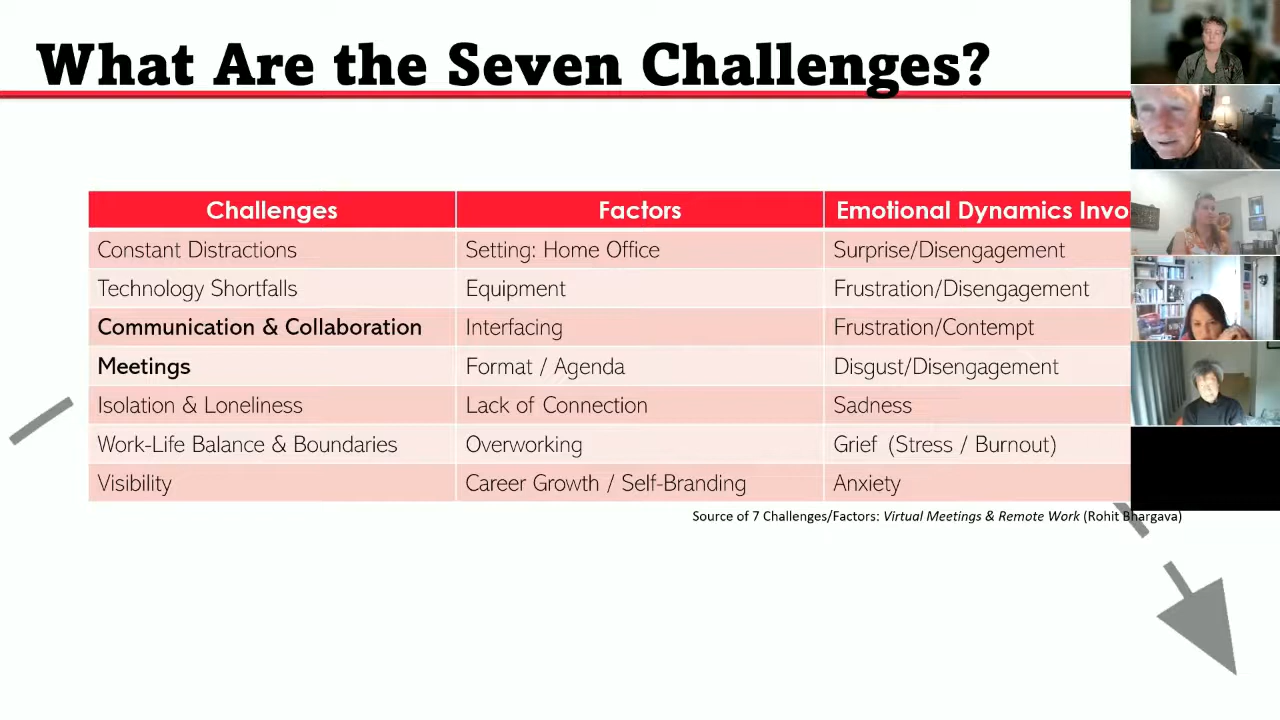 What Are the Seven Challenges?
Challenges Factors Emotional Dynamics Invo
Constant Distractions Setting: Home Office Surprise/Disengagement
Technology Shortfalls Equipment Frustration/Disengagement
Communication & Collaboration Interfacing Frustration/Contempt
Meetings Format / Agenda Disgust/Disengagement
Isolation & Loneliness Lack of Connection Sadness
Work-Life Balance & Boundaries Overworking Grief (Stress / Burnout)
Visibility Career Growth / Self-Branding Anxiety
Source of 7 Challenges/Factors: Virtual Meetings & Remote Work (Rohit Bhargava)